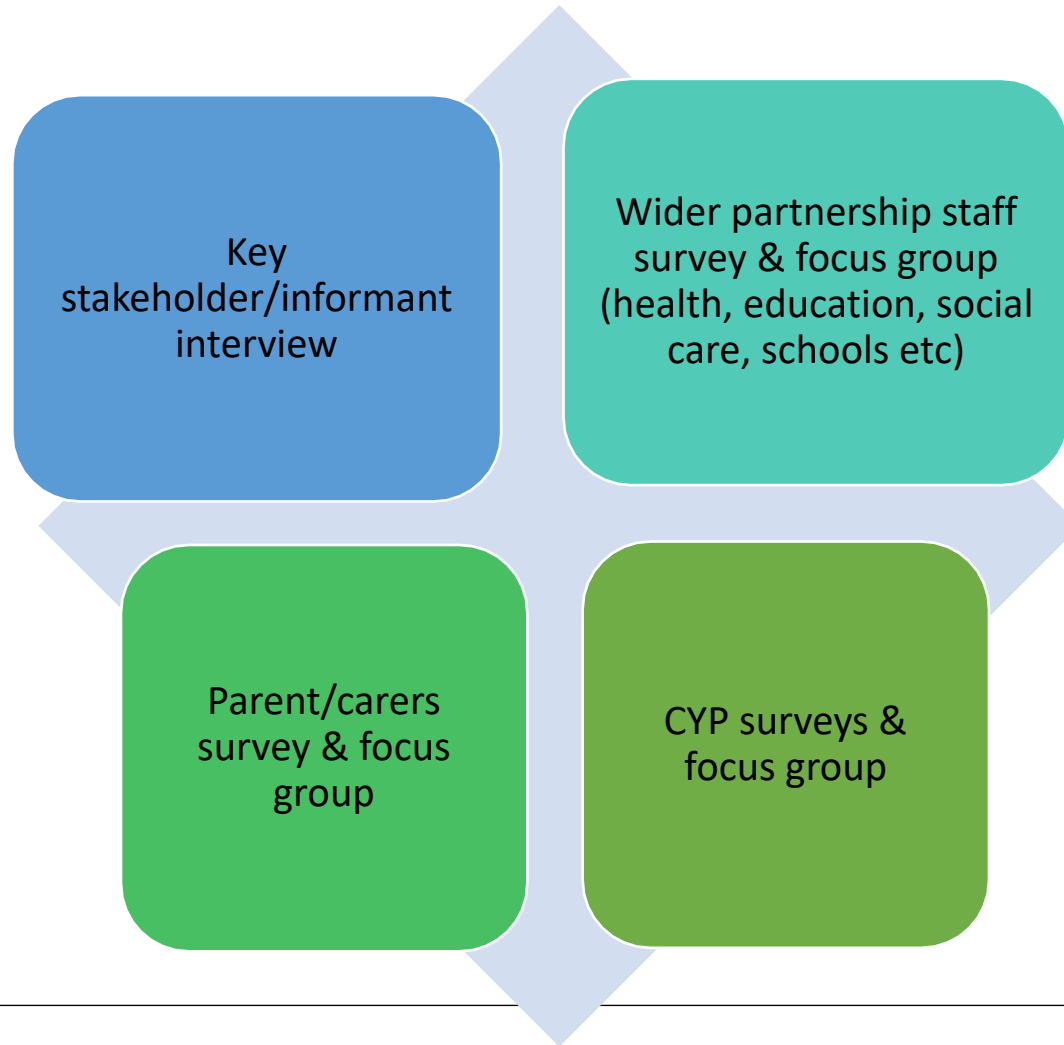 Key
stakeholder/informant
interview
Wider partnership staff
survey & focus group
(health, education, social
care, schools etc)
Parent/carers
survey & focus
group
CYP surveys &
focus group